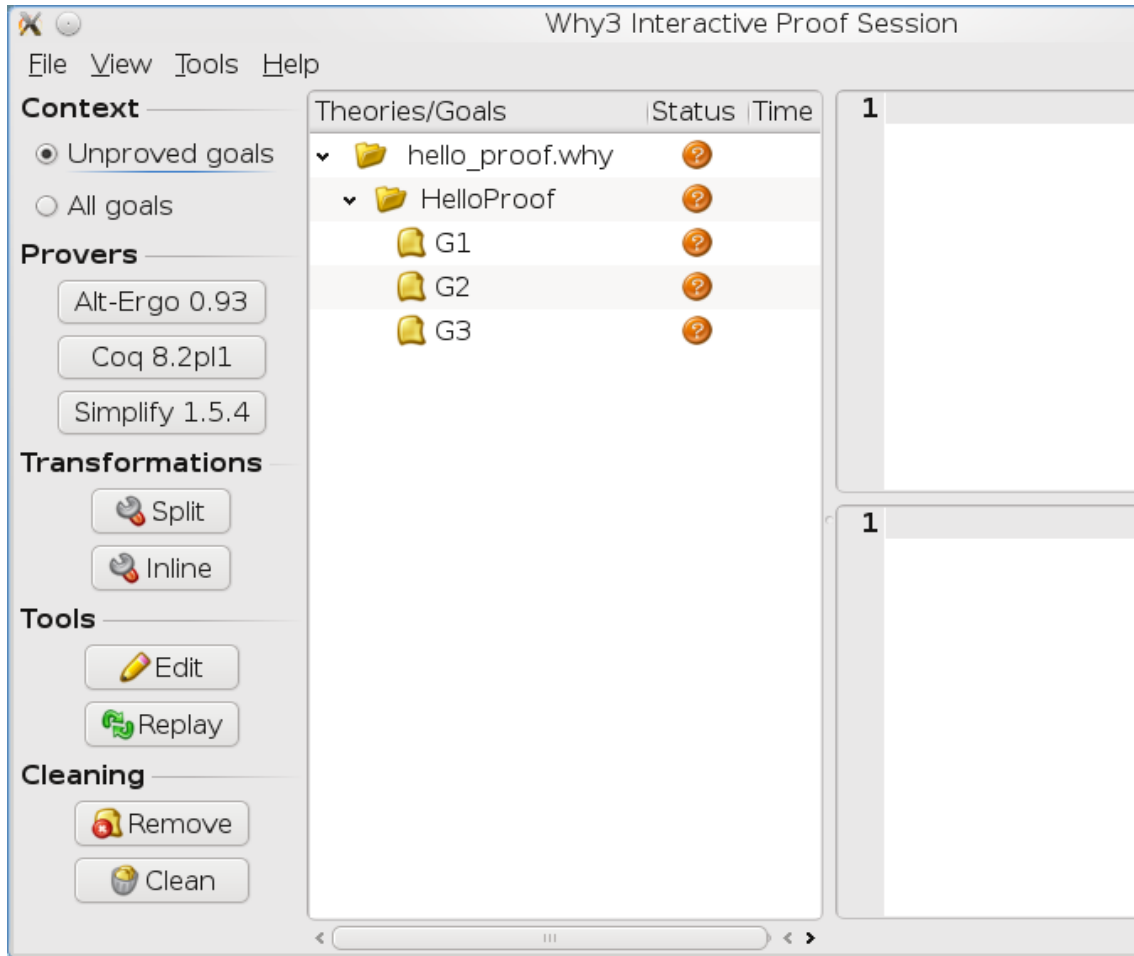 Why3 Interactive Proof Session
File View Tools Help
Context
Unproved goals
All goals
Provers
Alt-Ergo 0.93
Coq 8.2pl1
Simplify 1.5.4
Transformations
Split
Inline
Tools
Edit
Replay
Cleaning
Remove
Clean
Theories/Goals Status Time
hello_proof.why
HelloProof
G1
G2
G3
1
1